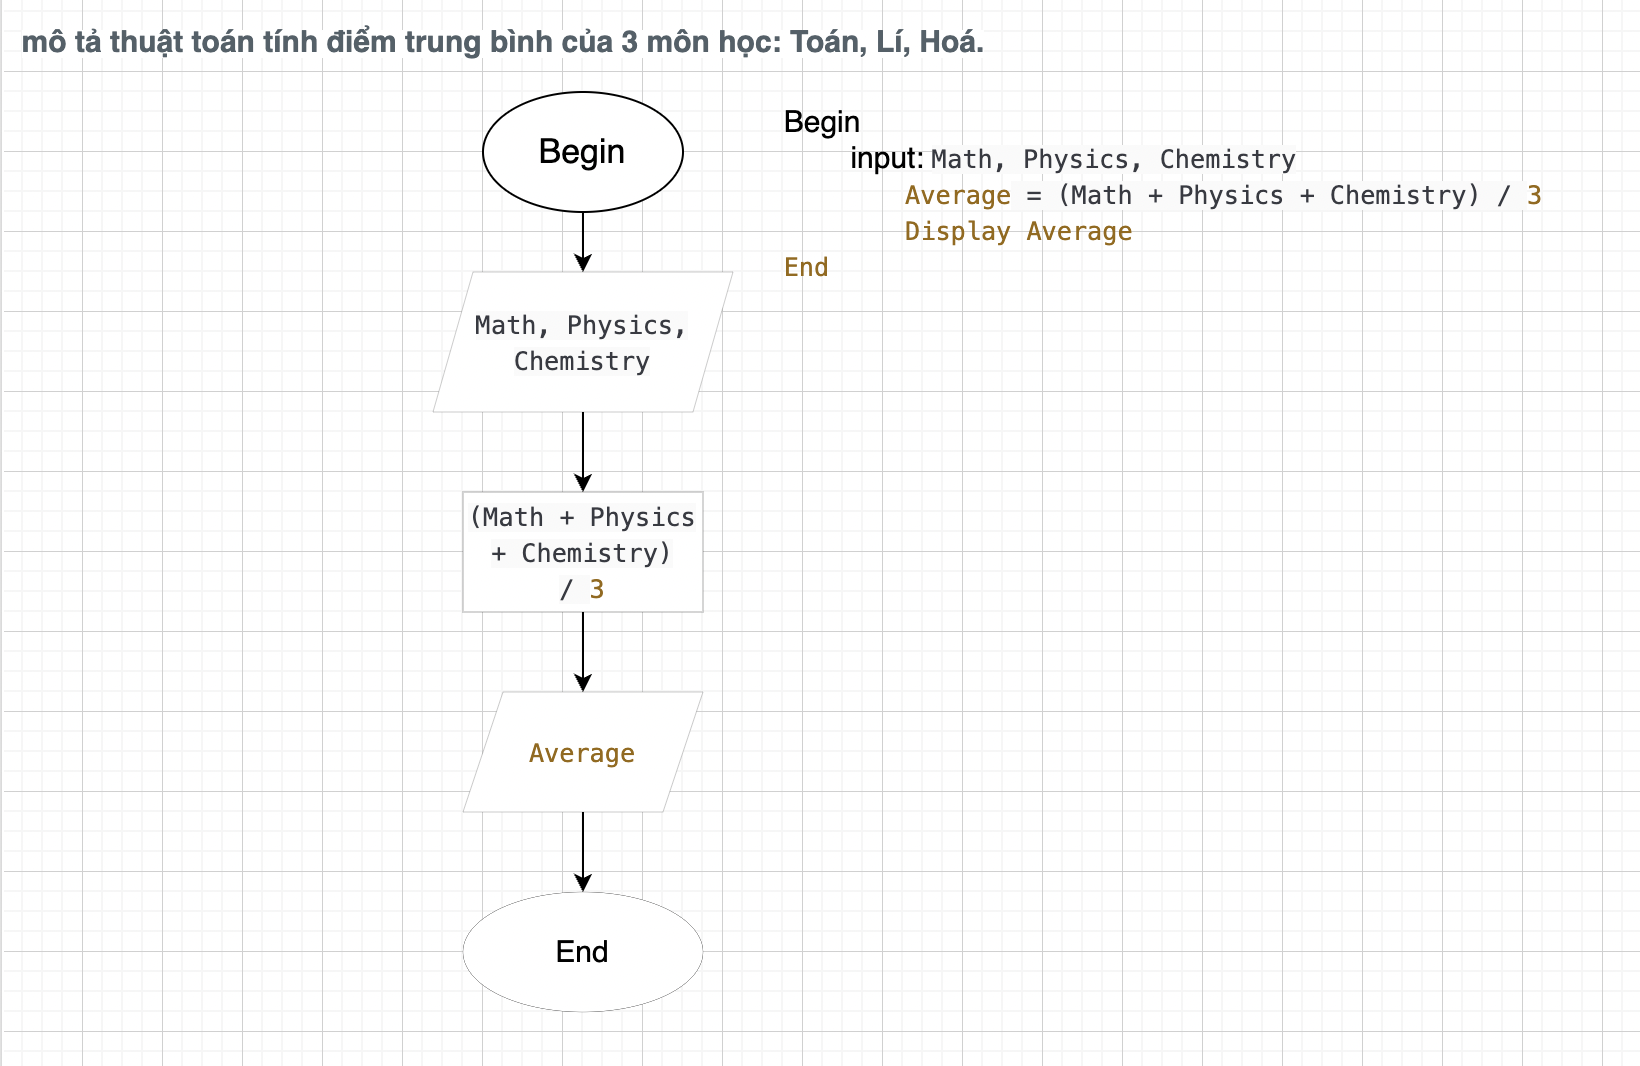 mô tả thuật toán tính điểm trung bình của 3 môn học: Toán, Lí, Hoá.
Begin
Math, Physics,
Chemistry
(Math + Physics
+ Chemistry)
/ 3
Average
End
Begin
input: Math, Physics, Chemistry
Average = (Math + Physics + Chemistry) / 3
Display Average
End